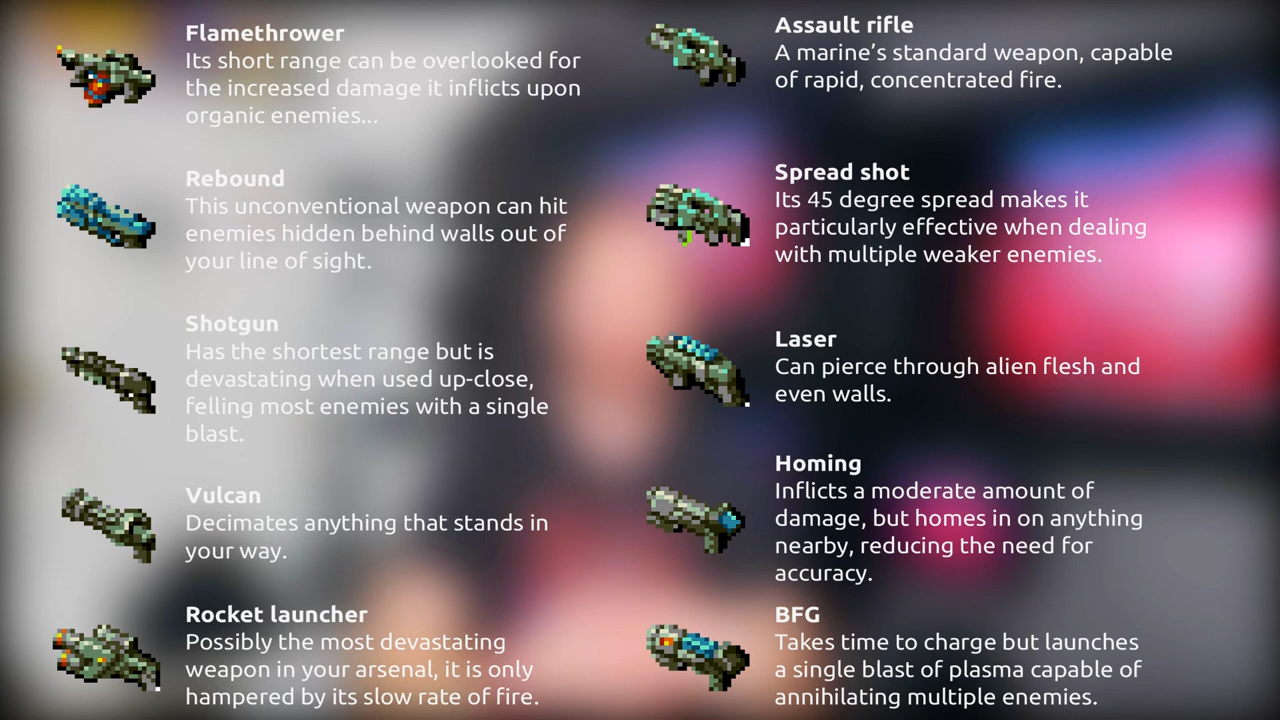 Flamethrower
Its short range can be overlooked for
the increased damage it inflicts upon
organic enemies...
Rebound
This unconventional weapon can hit
enemies hidden behind walls out of
your line of sight.
Shotgun
Has the shortest range but is
devastating when used up-close,
felling most enemies with a single
blast.
Vulcan
Decimates anything that stands in
your way.
Rocket launcher
Possibly the most devastating
weapon in your arsenal, it is only
hampered by its slow rate of fire.
Assault rifle
A marine’s standard weapon, capable
of rapid, concentrated fire.
Spread shot
Its 45 degree spread makes it
particularly effective when dealing
with multiple weaker enemies.
Laser
Can pierce through alien flesh and
even walls.
Homing
Inflicts a moderate amount of
damage, but homes in on anything
nearby, reducing the need for
accuracy.
BFG
Takes time to charge but launches
a single blast of plasma capable of
annihilating multiple enemies.